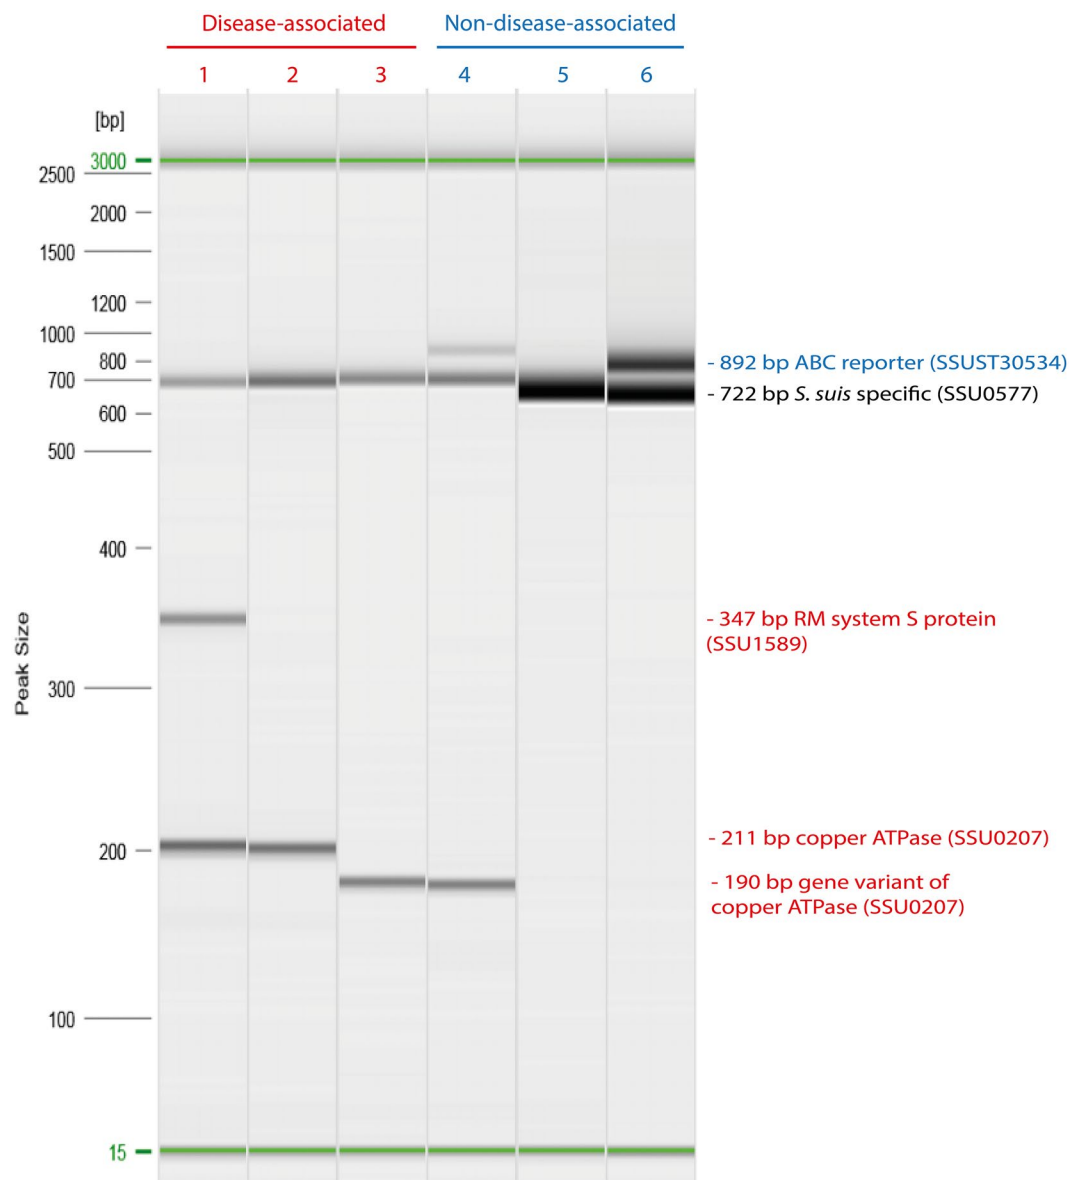 Disease-associated
Non-disease-associated
1
2
3
4
5
6
[bp]
3000
2500
2000
1500
1200
1000
800
700
600
500
400
300
200
100
15
Peak Size
- 892 bp ABC reporter (SSUST30534)
- 722 bp S. suis specific (SSU0577)
- 347 bp RM system S protein
(SSU1589)
- 211 bp copper ATPase (SSU0207)
- 190 bp gene variant of
copper ATPase (SSU0207)